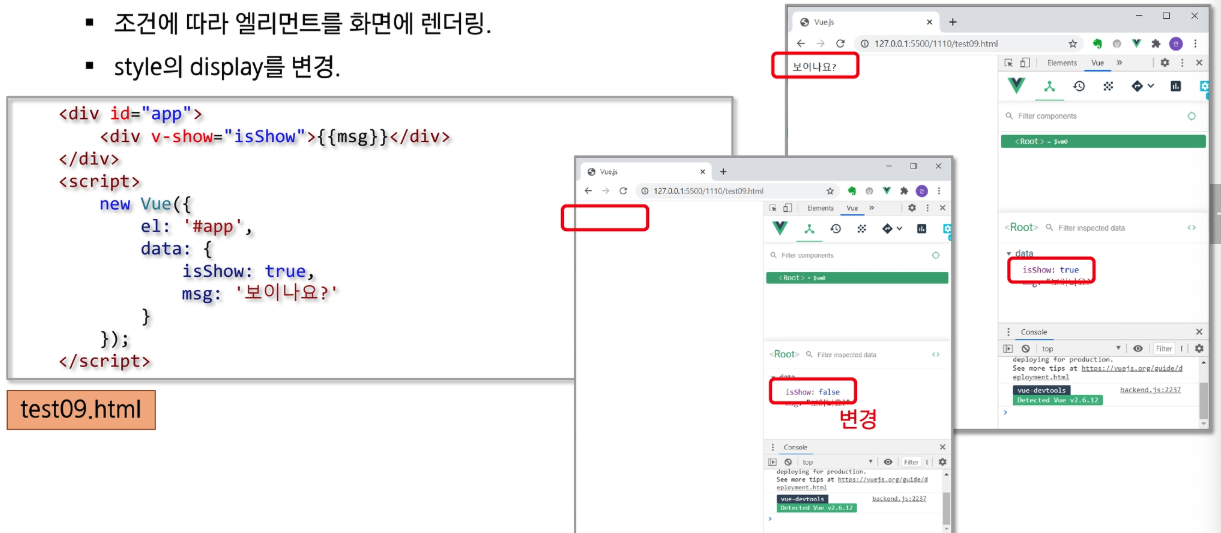 ▪ 조건에 따라 엘리먼트를 화면에 렌더링.
▪ style의 display를 변경.
<div id="app">
<div v-show="isShow">{{msg}}</div>
</div>
<script>
new Vue({
el: '#app',
data: {
isShow: true,
msg: '보이나요?'
}
});
</script>
test09.html
Vue.js
127.0.0.1:5500/1110/test09.html
Elements Vue »
Filter components
<Root> = $vm0
<Root> Filter inspected data
data
isShow: false
변경
Console
top Filter
deploying for production.
See more tips at https://vuejs.org/guide/d
eployment.html
vue-devtools backend.js:2237
Detected Vue v2.6.12
Vue.js
127.0.0.1:5500/1110/test09.html
보이나요?
Elements Vue »
Filter components
<Root> = $vm0
<Root> Filter inspected data
data
isShow: true
msg: "보이나요?"
Console
top Filter
deploying for production.
See more tips at https://vuejs.org/guide/d
eployment.html
vue-devtools backend.js:2237
Detected Vue v2.6.12